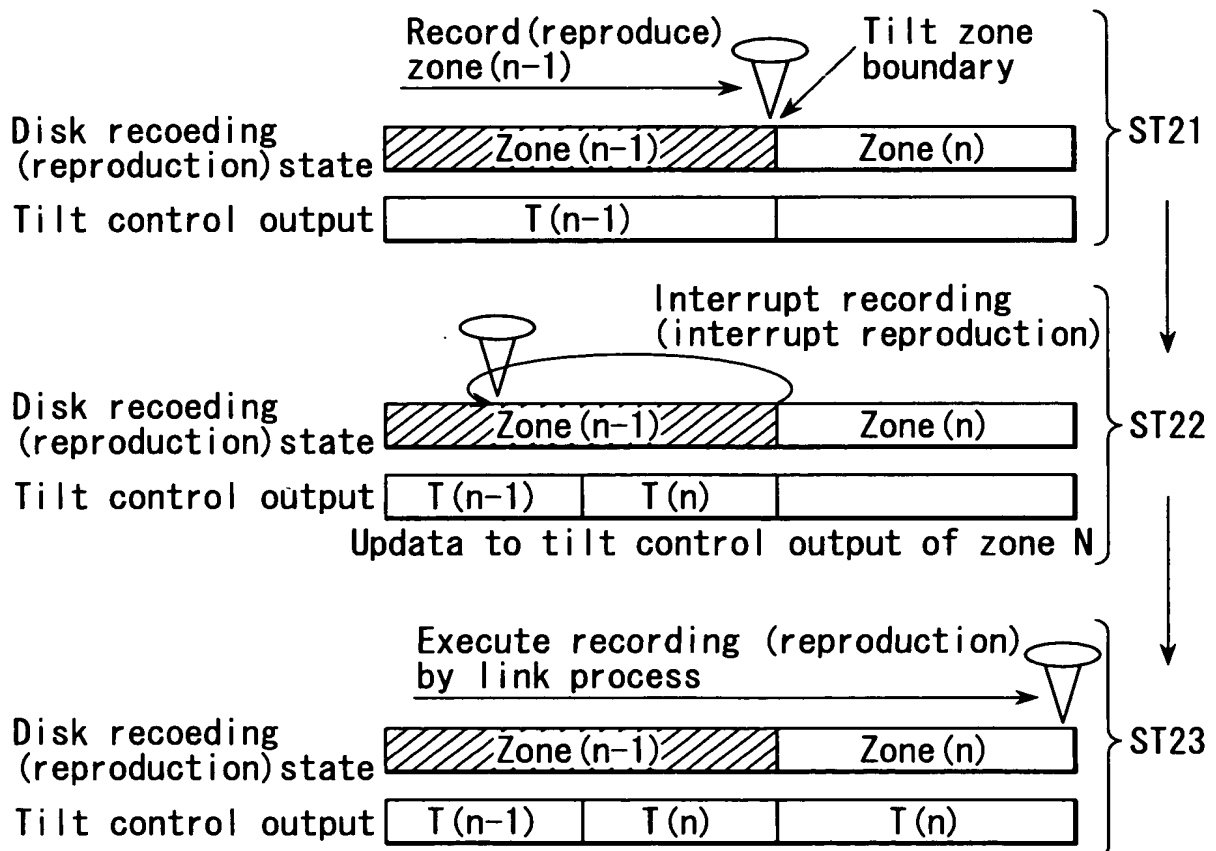 Record(reproduce)
zone(n-1)
Tilt zone
boundary
Disk recoeding
(reproduction)state
Zone(n-1)
Zone(n)
ST21
Tilt control output
T(n-1)
Interrupt recording
(interrupt reproduction)
Disk recoeding
(reproduction)state
Zone(n-1)
Zone(n)
ST22
Tilt control output
T(n-1)
T(n)
Updata to tilt control output of zone N
Execute recording (reproduction)
by link process
Disk recoeding
(reproduction)state
Zone(n-1)
Zone(n)
ST23
Tilt control output
T(n-1)
T(n)
T(n)